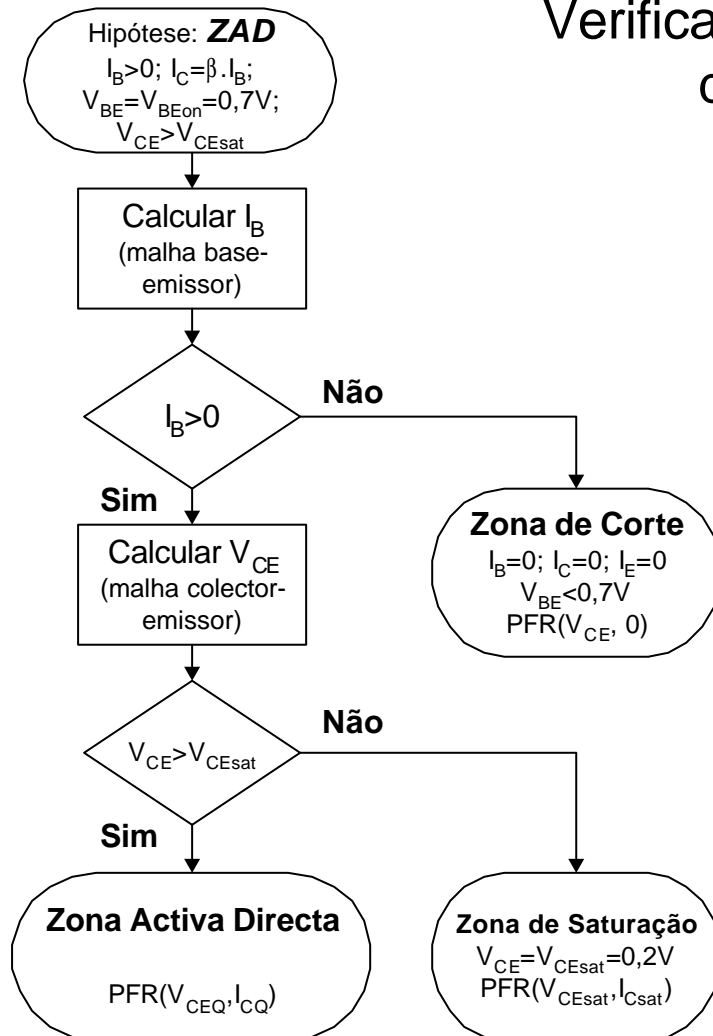 Verifica
Hipótese: ZAD
I_B>0; I_C=β.I_B;
V_BE=V_BEon=0,7V;
V_CE>V_CEsat
Calcular I_B
(malha base-
emissor)
I_B>0
Não
Sim
Calcular V_CE
(malha colector-
emissor)
Zona de Corte
I_B=0; I_C=0; I_E=0
V_BE<0,7V
PFR(V_CE, 0)
V_CE>V_CEsat
Não
Sim
Zona Activa Directa
PFR(V_CEQ,I_CQ)
Zona de Saturação
V_CE=V_CEsat=0,2V
PFR(V_CEsat,I_Csat)